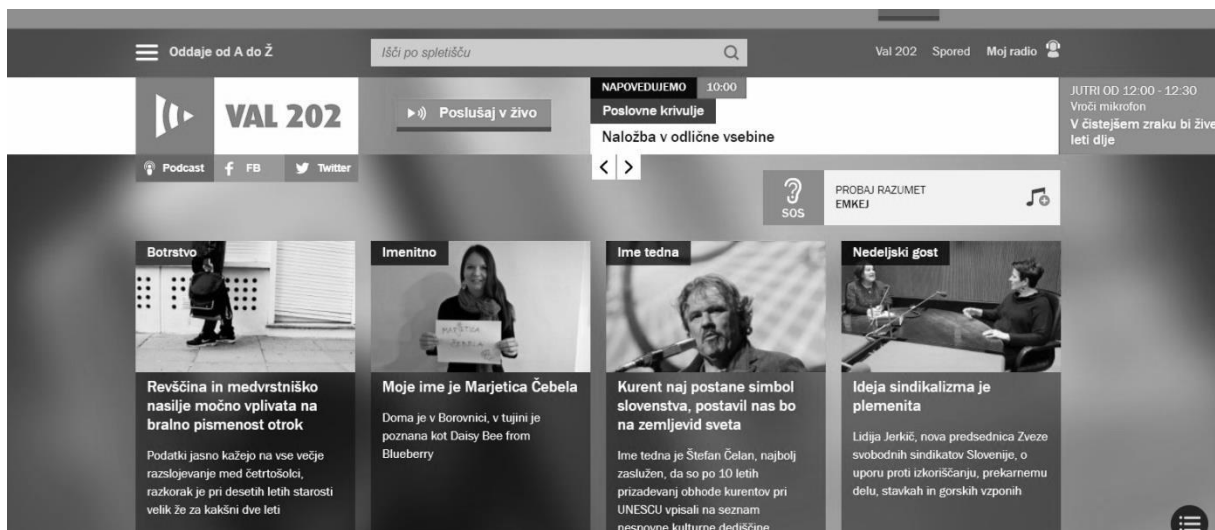 Oddaje od A do Ž
Išči po spletišču
Val 202 Spored Moj radio
VAL 202
Poslušaj v živo
NAPOVEDUJEMO 10:00
Poslovne krivulje
Naložba v odlične vsebine
JUTRI OD 12:00 - 12:30
Vroči mikrofon
V čistejšem zraku bi žive
leti dlje
Podcast FB Twitter
SOS
PROBAJ RAZUMET
EMKEJ
Botrstvo
Revščina in medvrstniško
nasilje močno vplivata na
bralno pismenost otrok
Podatki jasno kažejo na vse večje
razslojevanje med četrtošolci,
razkorak je pri desetih letih starosti
velik že za kakšni dve leti
Imenitno
MARJETICA
ČEBELA
Moje ime je Marjetica Čebela
Doma je v Borovnici, v tujini je
poznana kot Daisy Bee from
Blueberry
Ime tedna
Kurent naj postane simbol
slovenstva, postavil nas bo
na zemljevid sveta
Ime tedna je Štefan Čelan, najbolj
zaslužen, da so po 10 letih
prizadevanj obhode kurentov pri
UNESCU vpisali na seznam
nesnovne kulturne dediščine
Nedeljski gost
Ideja sindikalizma je
plemenita
Lidija Jerkič, nova predsednica Zveze
svobodnih sindikatov Slovenije, o
uporu proti izkoriščanju, prekarnemu
delu, stavkah in gorskih vzponih